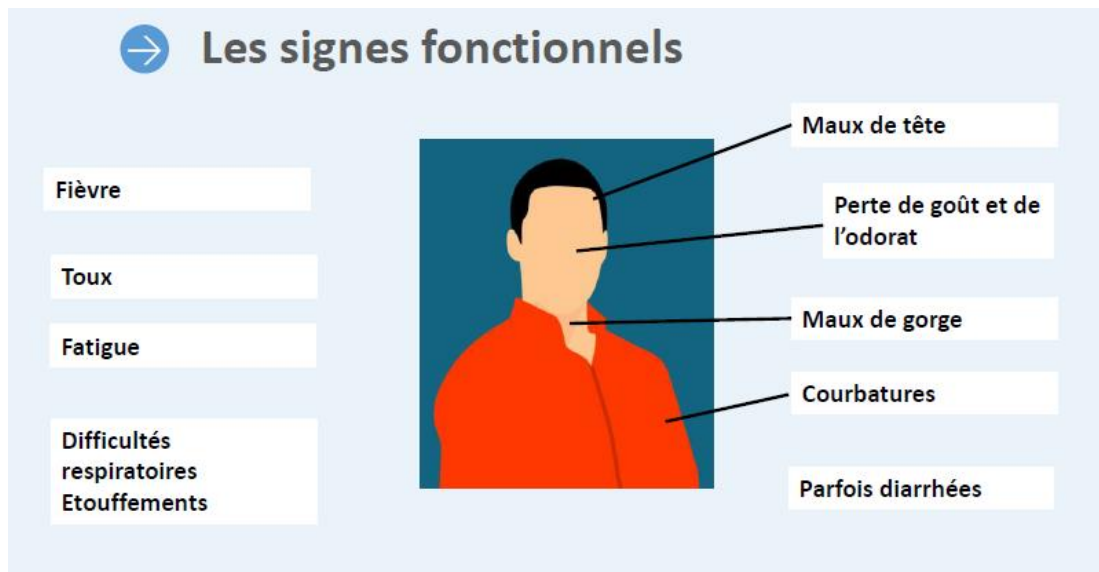 Les signes fonctionnels
Fièvre
Toux
Fatigue
Difficultés
respiratoires
Etouffements
Maux de tête
Perte de goût et de
l’odorat
Maux de gorge
Courbatures
Parfois diarrhées